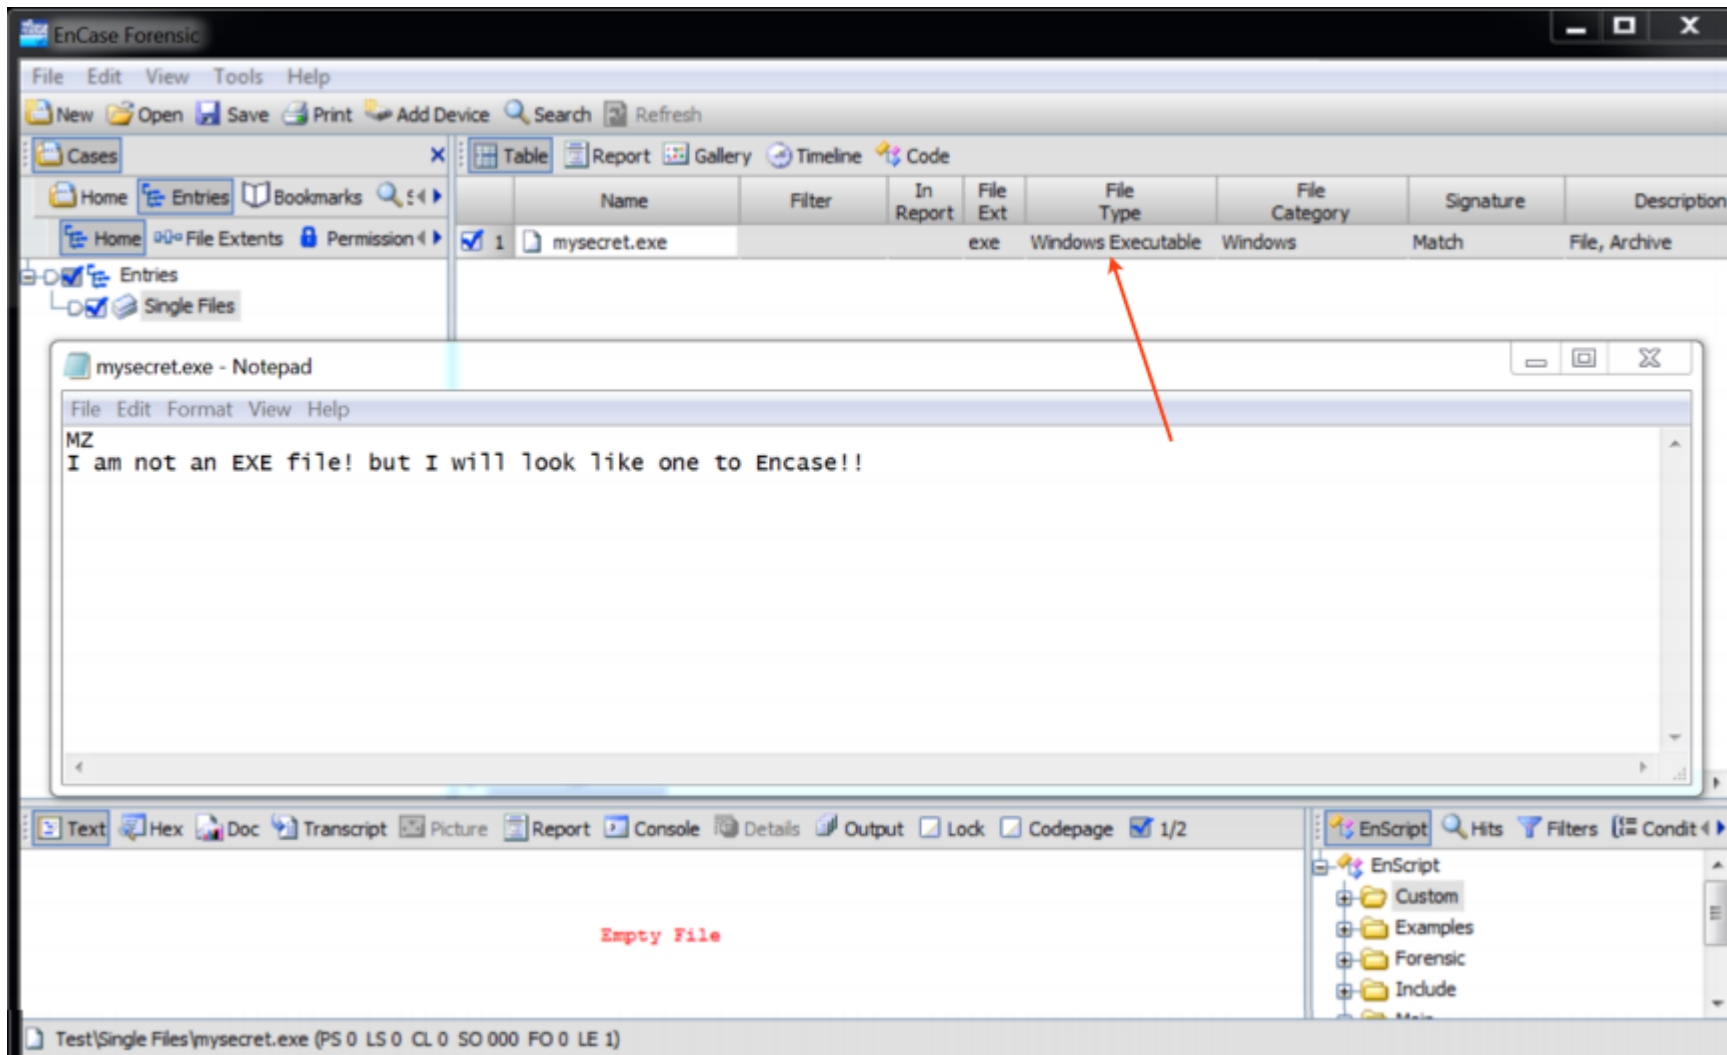 EnCase Forensic
File Edit View Tools Help
New Open Save Print Add Device Search Refresh
Cases
Table Report Gallery Timeline Code
Home Entries Bookmarks
Name Filter In Report File Ext File Type File Category Signature Description
Home File Extents Permission
1 mysecret.exe exe Windows Executable Windows Match File, Archive
Entries
Single Files
mysecret.exe - Notepad
File Edit Format View Help
MZ
I am not an EXE file! but I will look like one to Encase!!
Text Hex Doc Transcript Picture Report Console Details Output Lock Codepage 1/2
EnScript Hits Filters Condit
EnScript
Custom
Examples
Forensic
Include
Empty File
Test\Single Files\mysecret.exe (PS 0 LS 0 CL 0 SO 000 FO 0 LE 1)